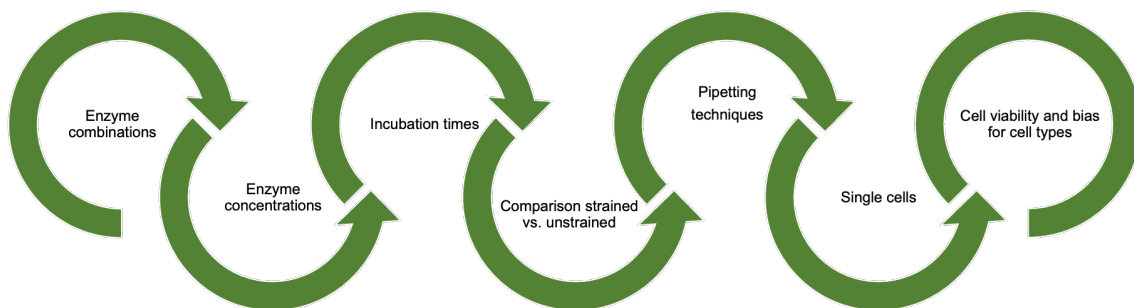 Enzyme
combinations
Enzyme
concentrations
Incubation times
Comparison strained
vs. unstrained
Pipetting
techniques
Single cells
Cell viability and bias
for cell types